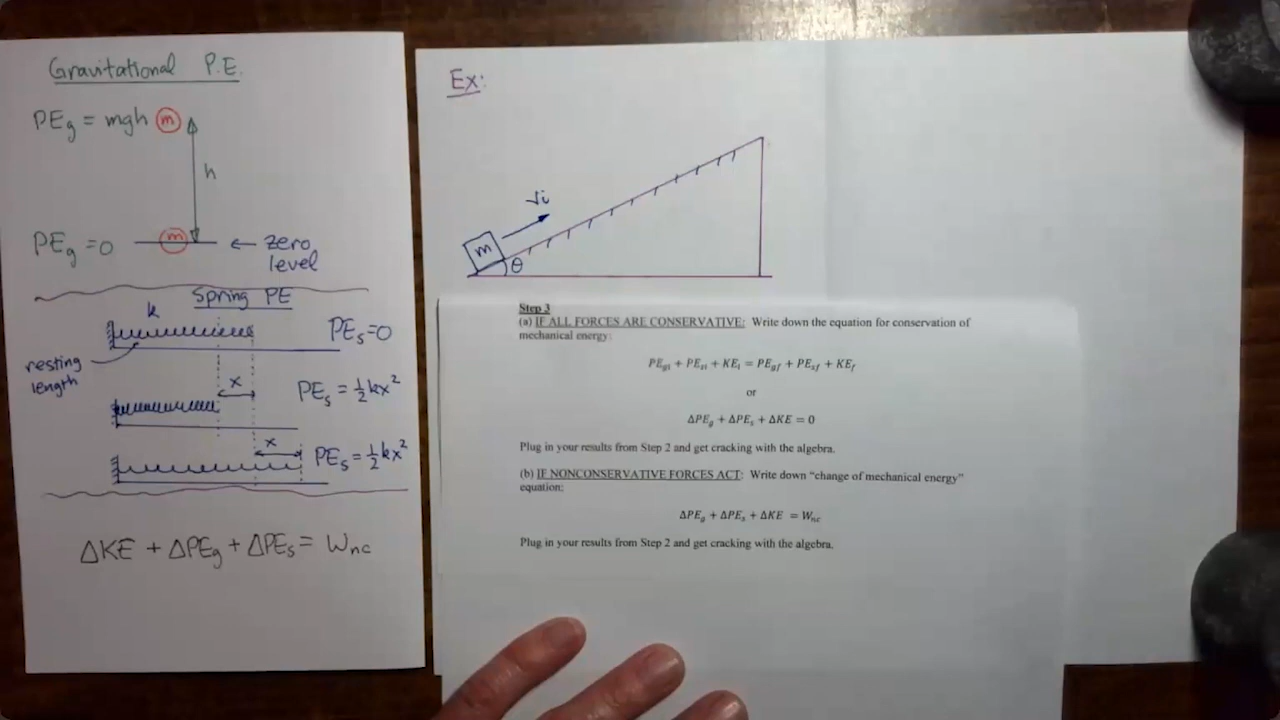 Gravitational P.E.
PEg = mgh m
h
PEg = 0 m ← zero
level
Spring PE
k
PEs = 0
resting
length
x
PEs = ½kx²
x
PEs = ½kx²
ΔKE + ΔPEg + ΔPEs = Wnc
Ex:
vi
m
θ
Step 3
(a) IF ALL FORCES ARE CONSERVATIVE: Write down the equation for conservation of
mechanical energy:
PEgi + PEsi + KEi = PEgf + PEsf + KEf
or
ΔPEg + ΔPEs + ΔKE = 0
Plug in your results from Step 2 and get cracking with the algebra.
(b) IF NONCONSERVATIVE FORCES ACT: Write down “change of mechanical energy”
equation:
ΔPEg + ΔPEs + ΔKE = Wnc
Plug in your results from Step 2 and get cracking with the algebra.